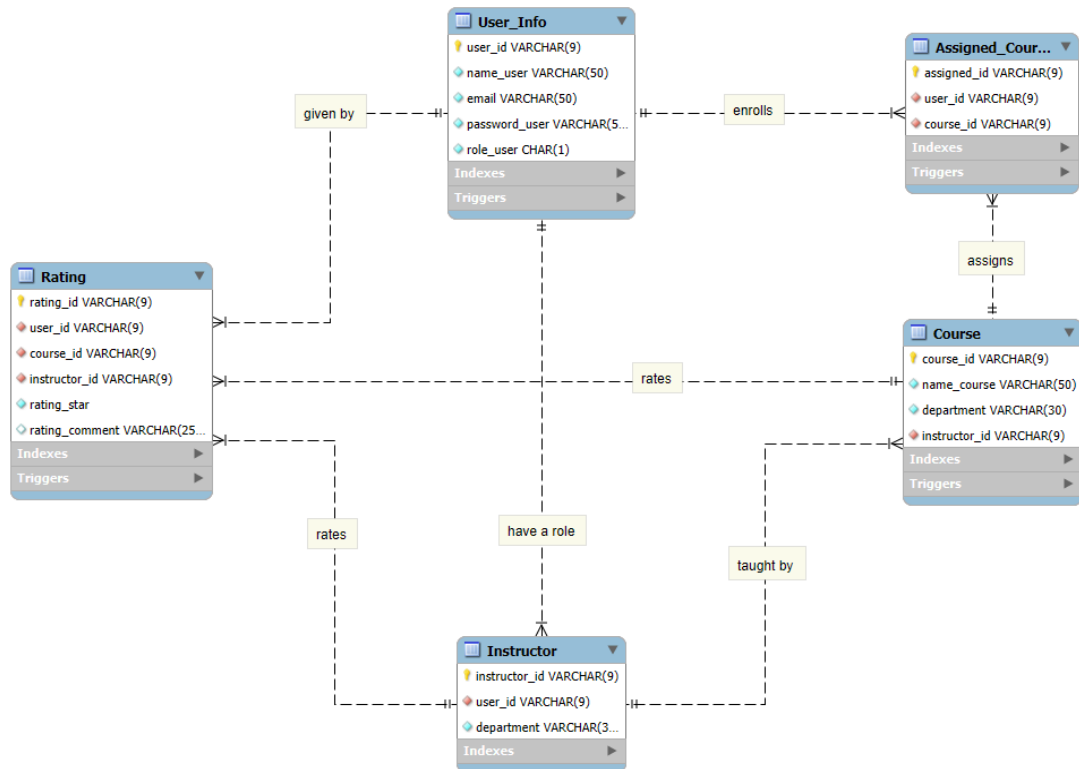 User_Info
user_id VARCHAR(9)
name_user VARCHAR(50)
email VARCHAR(50)
password_user VARCHAR(5...
role_user CHAR(1)
Indexes
Triggers
Assigned_Cour...
assigned_id VARCHAR(9)
user_id VARCHAR(9)
course_id VARCHAR(9)
Indexes
Triggers
given by
enrolls
assigns
Rating
rating_id VARCHAR(9)
user_id VARCHAR(9)
course_id VARCHAR(9)
instructor_id VARCHAR(9)
rating_star
rating_comment VARCHAR(25...
Indexes
Triggers
rates
Course
course_id VARCHAR(9)
name_course VARCHAR(50)
department VARCHAR(30)
instructor_id VARCHAR(9)
Indexes
Triggers
rates
have a role
taught by
Instructor
instructor_id VARCHAR(9)
user_id VARCHAR(9)
department VARCHAR(3...
Indexes